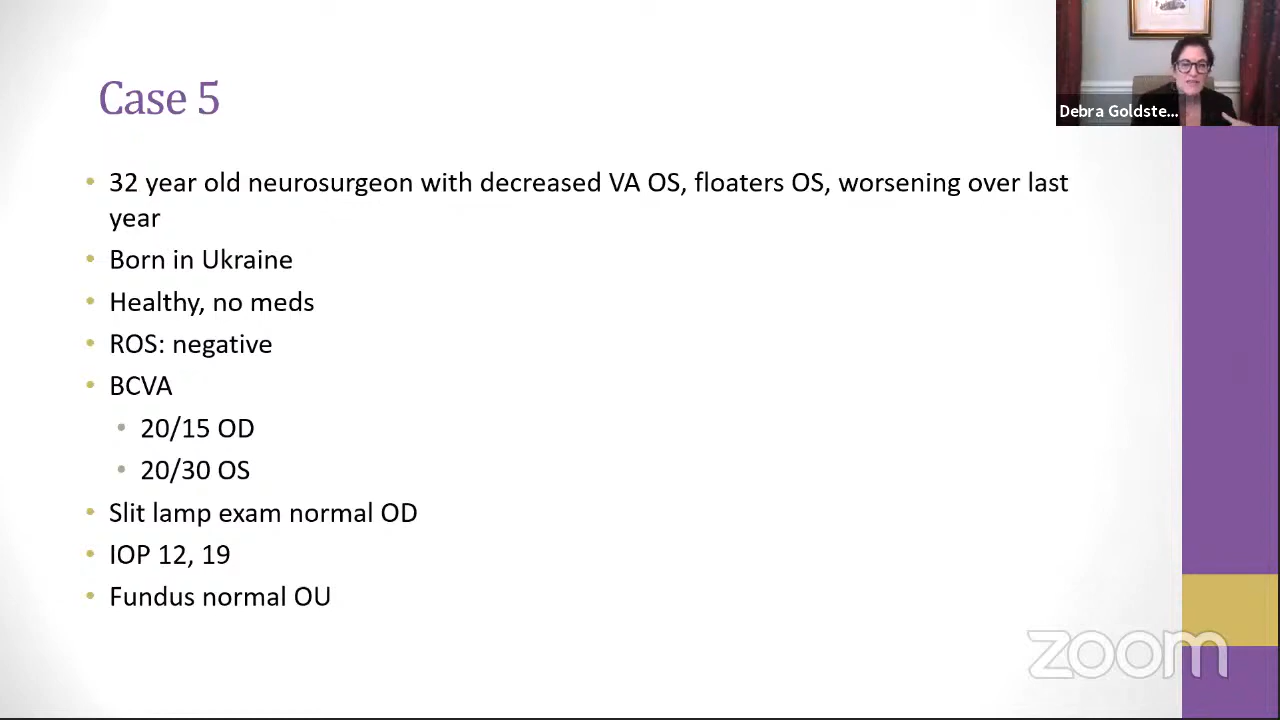 Case 5
Debra Goldste...
32 year old neurosurgeon with decreased VA OS, floaters OS, worsening over last
year
Born in Ukraine
Healthy, no meds
ROS: negative
BCVA
20/15 OD
20/30 OS
Slit lamp exam normal OD
IOP 12, 19
Fundus normal OU
zoom